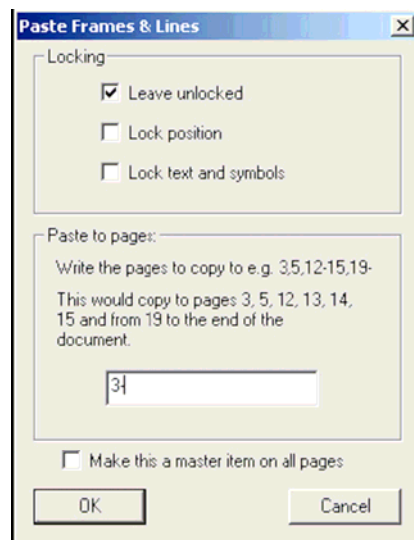 Paste Frames & Lines
Locking
Leave unlocked
Lock position
Lock text and symbols
Paste to pages:
Write the pages to copy to e.g. 3,5,12-15,19-
This would copy to pages 3, 5, 12, 13, 14,
15 and from 19 to the end of the
document.
3-
Make this a master item on all pages
OK
Cancel